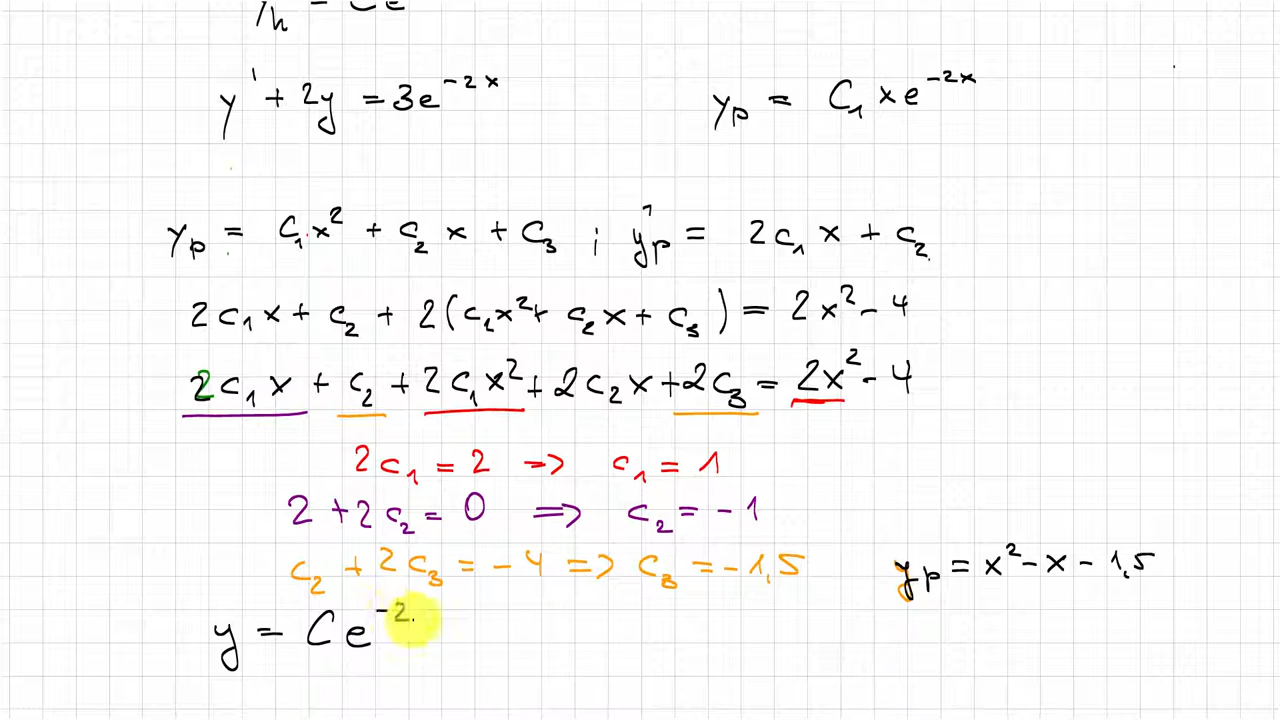 y' + 2y = 3e^{-2x} y_p = C_1 x e^{-2x}
y_p = C_1x^2 + c_2 x + C_3 ; y'_p = 2c_1 x + c_2
2c_1x + c_2 + 2(c_1x^2 + c_2x + c_3) = 2x^2 - 4
2c_1x + c_2 + 2c_1x^2 + 2c_2x + 2c_3 = 2x^2 - 4
2c_1 = 2 => c_1 = 1
2 + 2c_2 = 0 => c_2 = -1
c_2 + 2c_3 = -4 => c_3 = -1,5 y_p = x^2 - x - 1,5
y = Ce^{-2}